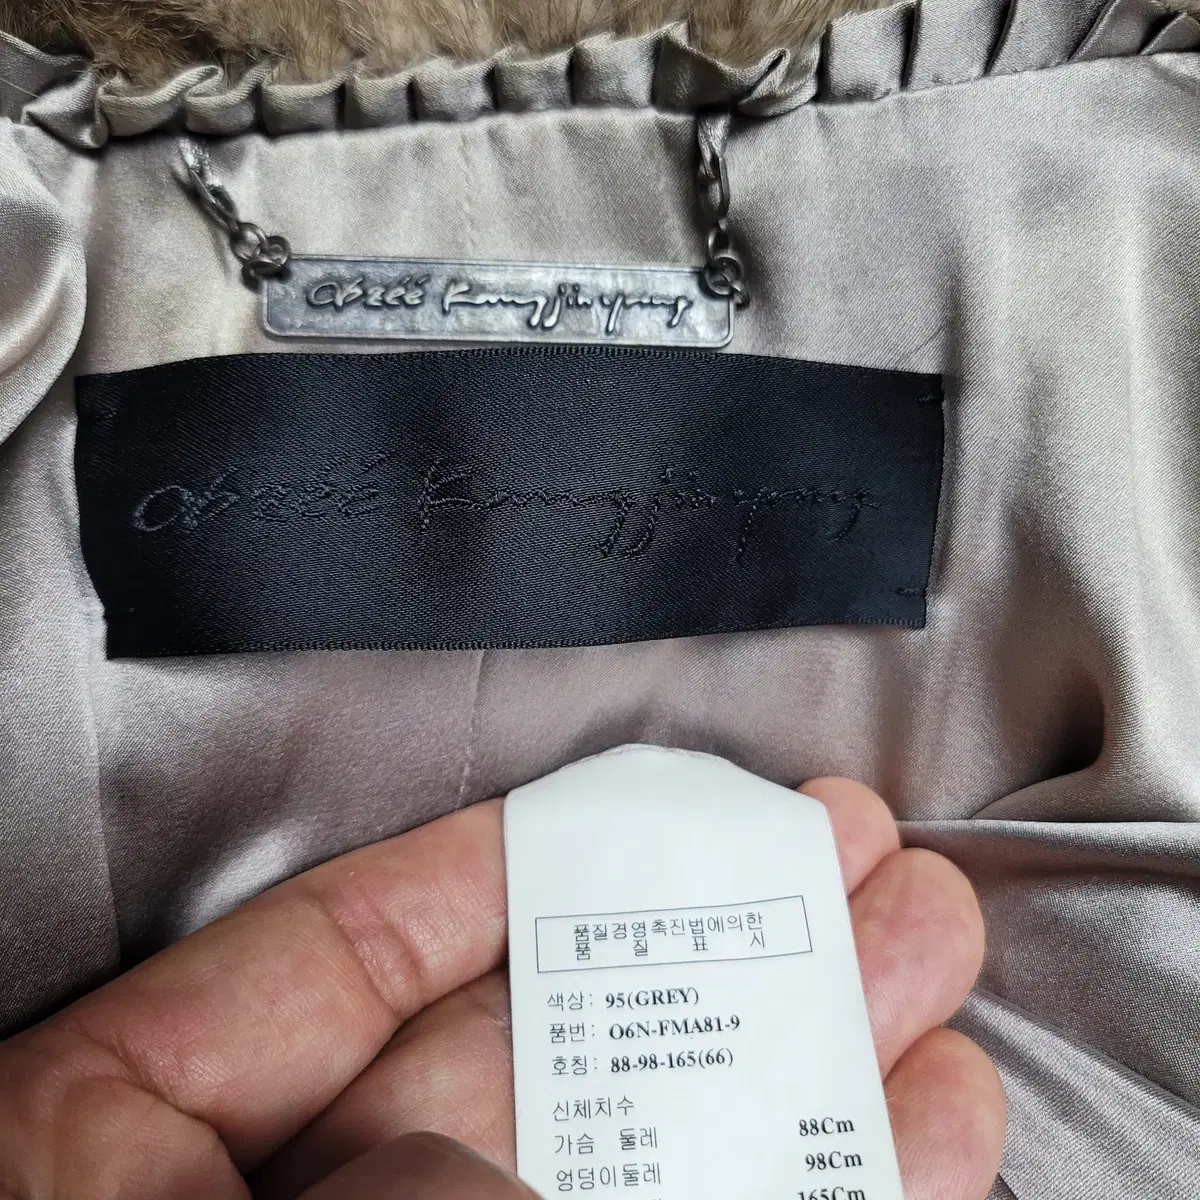 Obzéé Kangjinyoung
Obzéé Kangjinyoung
품질경영촉진법에의한
품 질 표 시
색상: 95(GREY)
품번: O6N-FMA81-9
호칭: 88-98-165(66)
신체치수
가슴 둘레 88Cm
엉덩이둘레 98Cm
165Cm